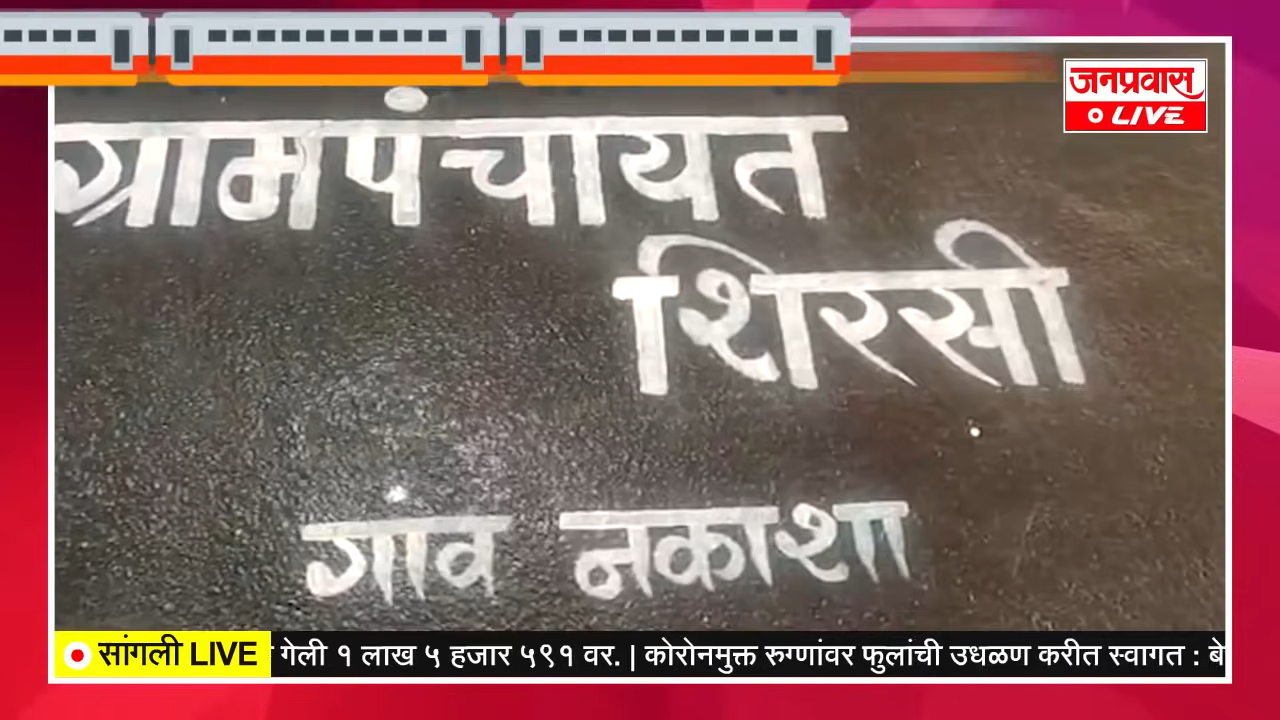 जनप्रवास
LIVE
ग्रामपंचायत
शिरसी
गांव नकाशा
सांगली LIVE
गेली १ लाख ५ हजार ५९१ वर. | कोरोनमुक्त रुग्णांवर फुलांची उधळण करीत स्वागत :